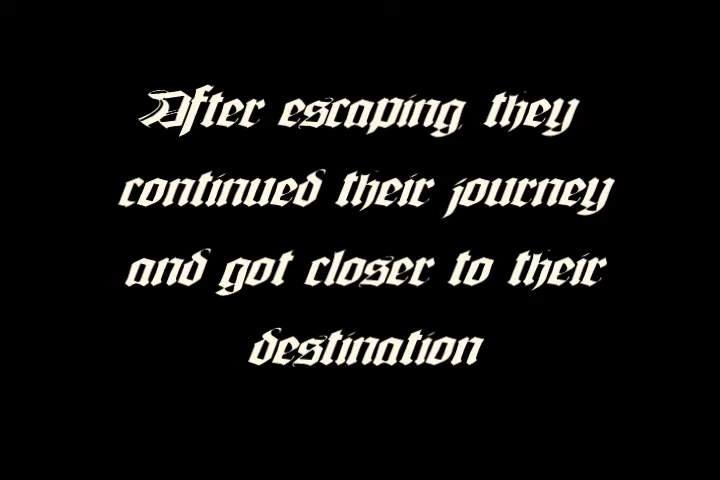 After escaping they
continued their journey
and got closer to their
destination